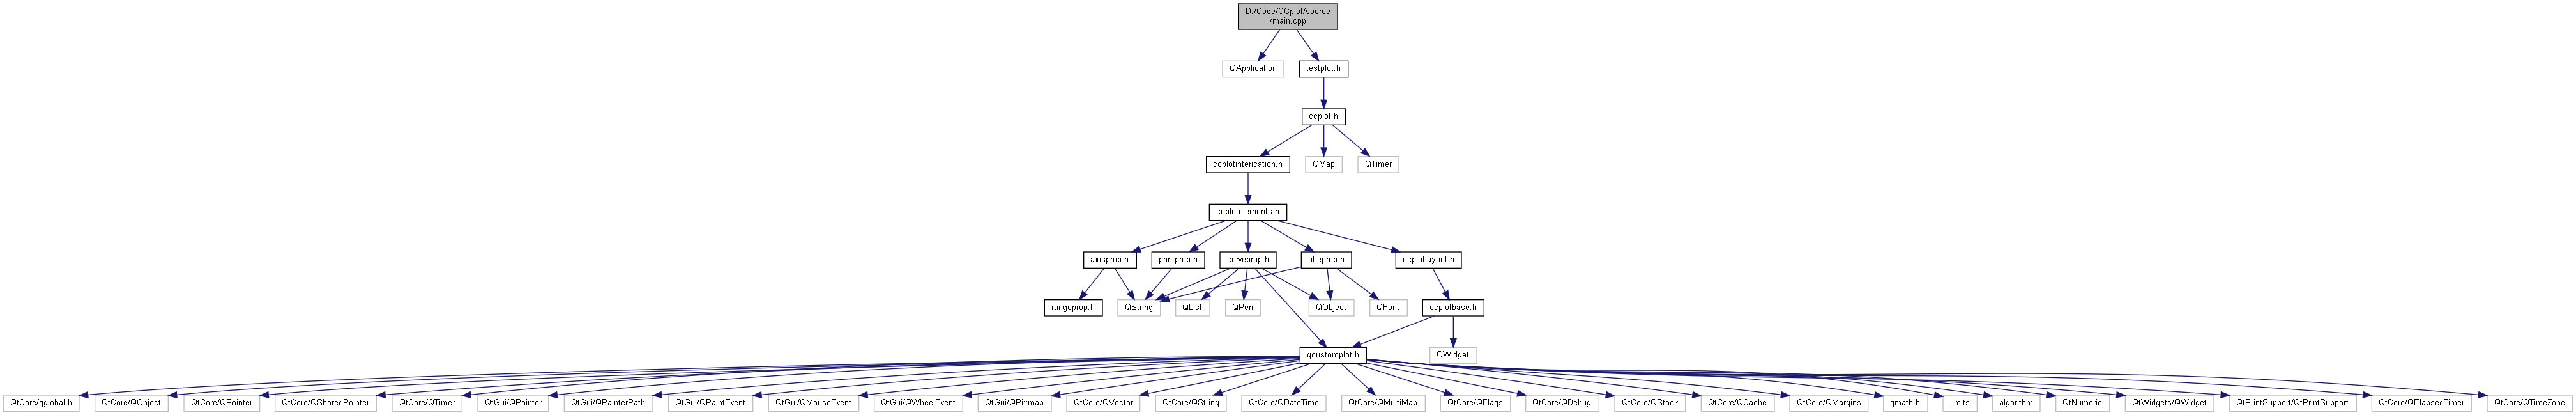 D:/Code/CCplot/source
/main.cpp
QApplication
testplot.h
ccplot.h
ccplotinterication.h
QMap
QTimer
ccplotelements.h
axisprop.h
printprop.h
curveprop.h
titleprop.h
ccplotlayout.h
rangeprop.h
QString
QList
QPen
QObject
QFont
ccplotbase.h
qcustomplot.h
QWidget
QtCore/qglobal.h
QtCore/QObject
QtCore/QPointer
QtCore/QSharedPointer
QtCore/QTimer
QtGui/QPainter
QtGui/QPainterPath
QtGui/QPaintEvent
QtGui/QMouseEvent
QtGui/QWheelEvent
QtGui/QPixmap
QtCore/QVector
QtCore/QString
QtCore/QDateTime
QtCore/QMultiMap
QtCore/QFlags
QtCore/QDebug
QtCore/QStack
QtCore/QCache
QtCore/QMargins
qmath.h
limits
algorithm
QtNumeric
QtWidgets/QWidget
QtPrintSupport/QtPrintSupport
QtCore/QElapsedTimer
QtCore/QTimeZone